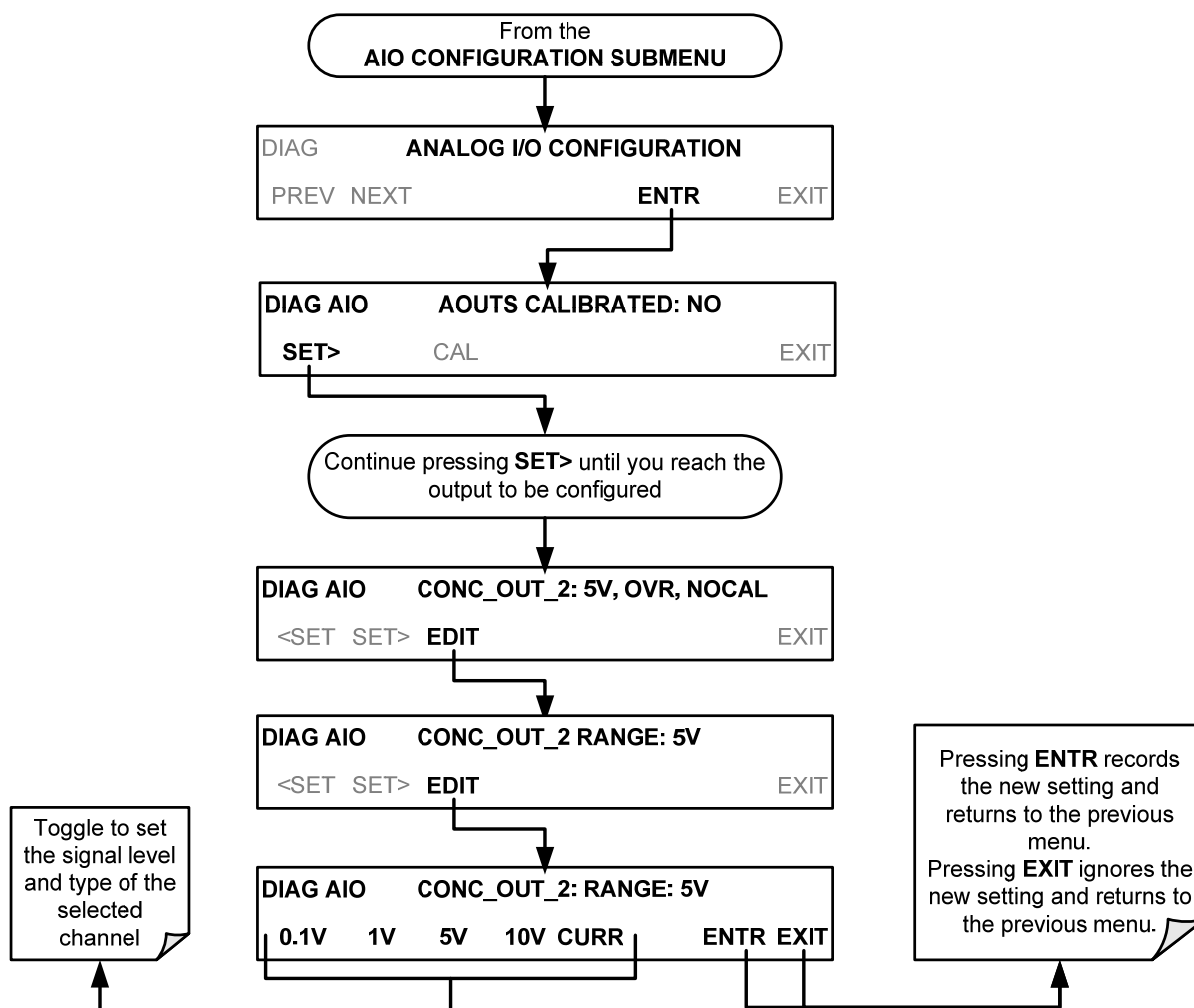 From the
AIO CONFIGURATION SUBMENU
DIAG ANALOG I/O CONFIGURATION
PREV NEXT ENTR EXIT
DIAG AIO AOUTS CALIBRATED: NO
SET> CAL EXIT
Continue pressing SET> until you reach the
output to be configured
DIAG AIO CONC_OUT_2: 5V, OVR, NOCAL
<SET SET> EDIT EXIT
DIAG AIO CONC_OUT_2 RANGE: 5V
<SET SET> EDIT EXIT
DIAG AIO CONC_OUT_2: RANGE: 5V
0.1V 1V 5V 10V CURR ENTR EXIT
Toggle to set
the signal level
and type of the
selected
channel
Pressing ENTR records
the new setting and
returns to the previous
menu.
Pressing EXIT ignores the
new setting and returns to
the previous menu.